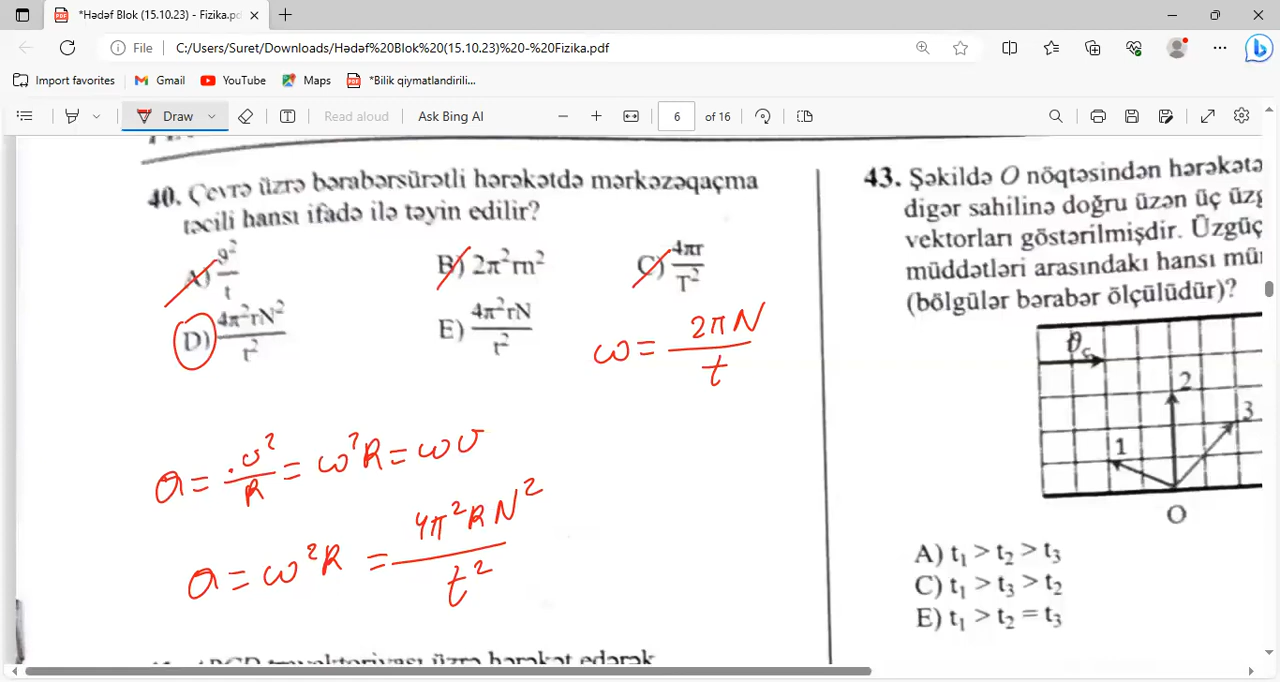 *Hədəf Blok (15.10.23) - Fizika.pd
File C:/Users/Suret/Downloads/Hədəf%20Blok%20(15.10.23)%20-%20Fizika.pdf
Import favorites Gmail YouTube Maps *Bilik qiymatlandirili...
Draw Read aloud Ask Bing AI 6 of 16
40. Çevrə üzrə bərabərsürətli hərəkətdə mərkəzəqaçma
təcili hansı ifadə ilə təyin edilir?
A) ϑ²/t B) 2π²rn² C) 4πr/T²
D) 4π²rN²/t² E) 4π²rN/t²
ω = 2πN/t
a = υ²/R = ω²R = ωυ
a = ω²R = 4π²RN²/t²
43. Şəkildə O nöqtəsindən hərəkətə
digər sahilinə doğru üzən üç üzg
vektorları göstərilmişdir. Üzgüç
müddətləri arasındakı hansı mü
(bölgülər bərabər ölçülüdür)?
ϑc
2
3
1
O
A) t₁ > t₂ > t₃
C) t₁ > t₃ > t₂
E) t₁ > t₂ = t₃
üzrə hərəkət edərək